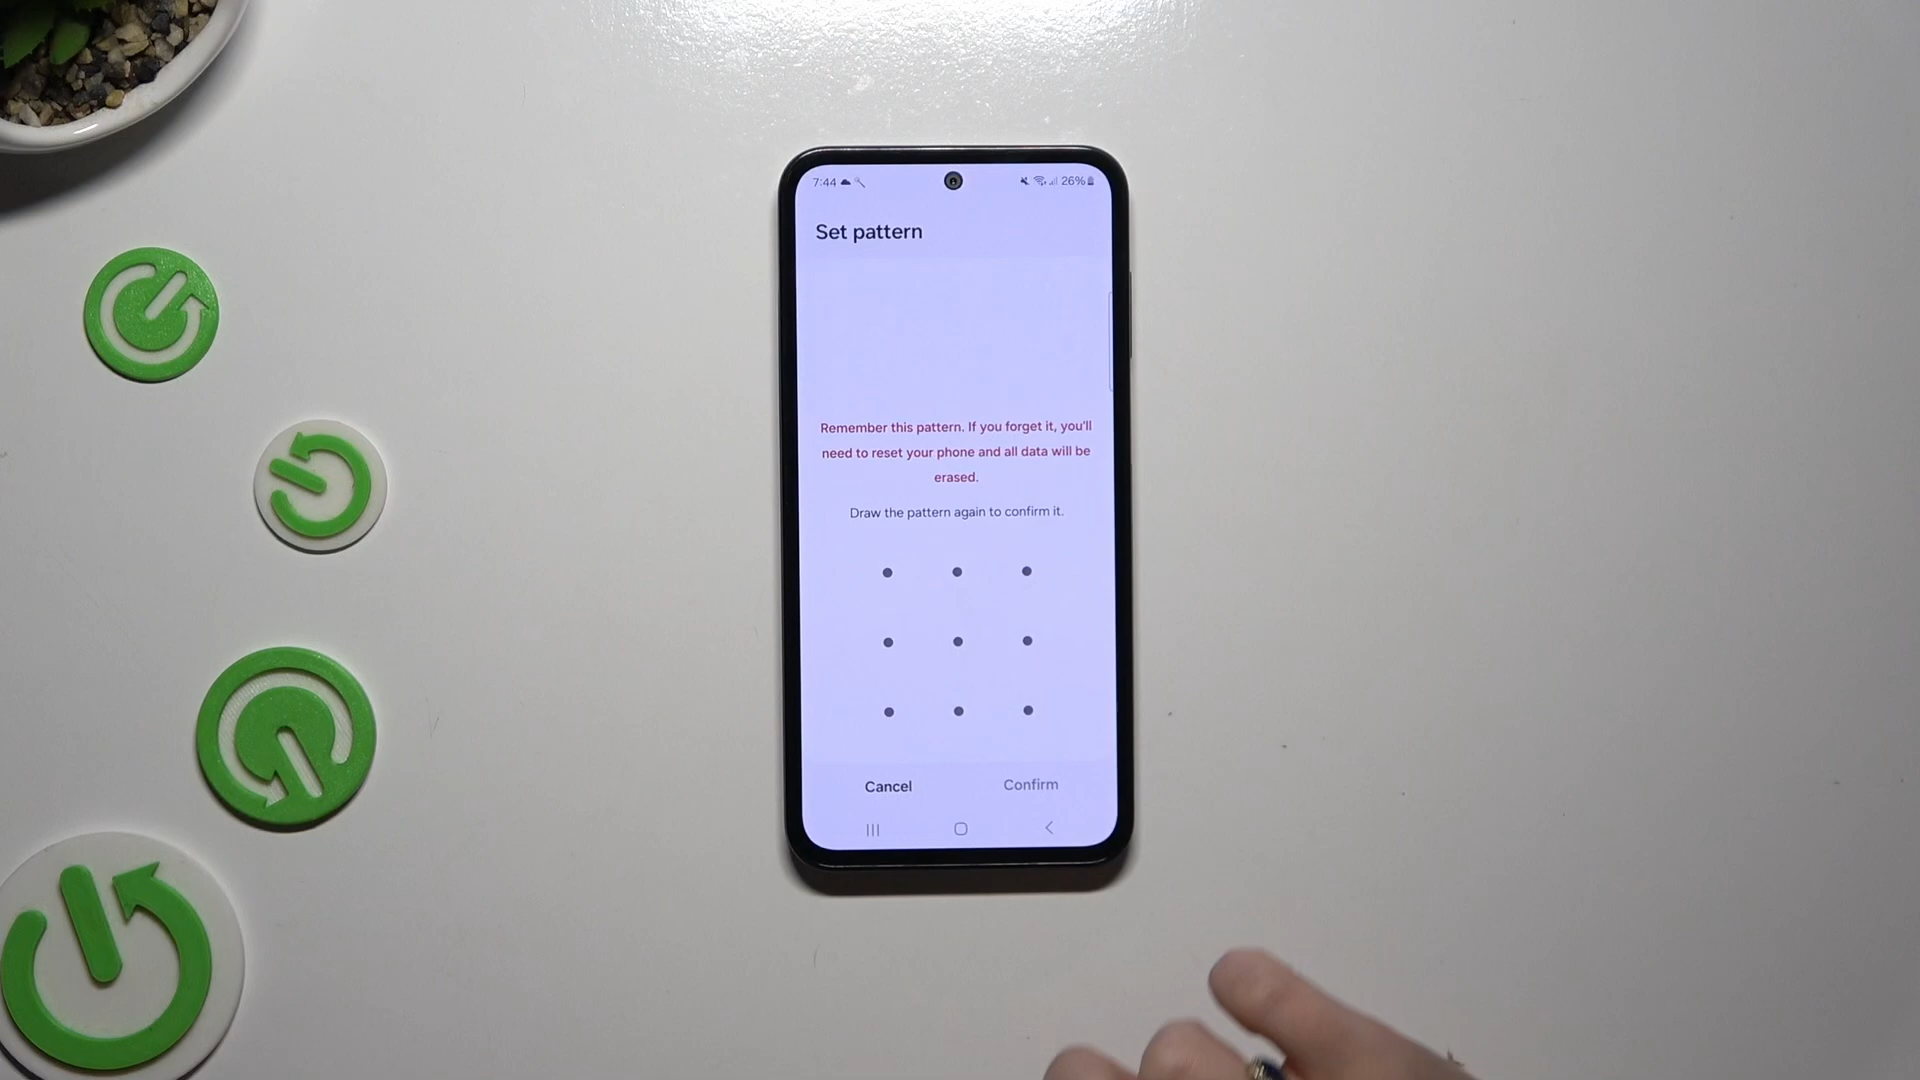 7:44
26%
Set pattern
Remember this pattern. If you forget it, you'll
need to reset your phone and all data will be
erased.
Draw the pattern again to confirm it.
Cancel
Confirm